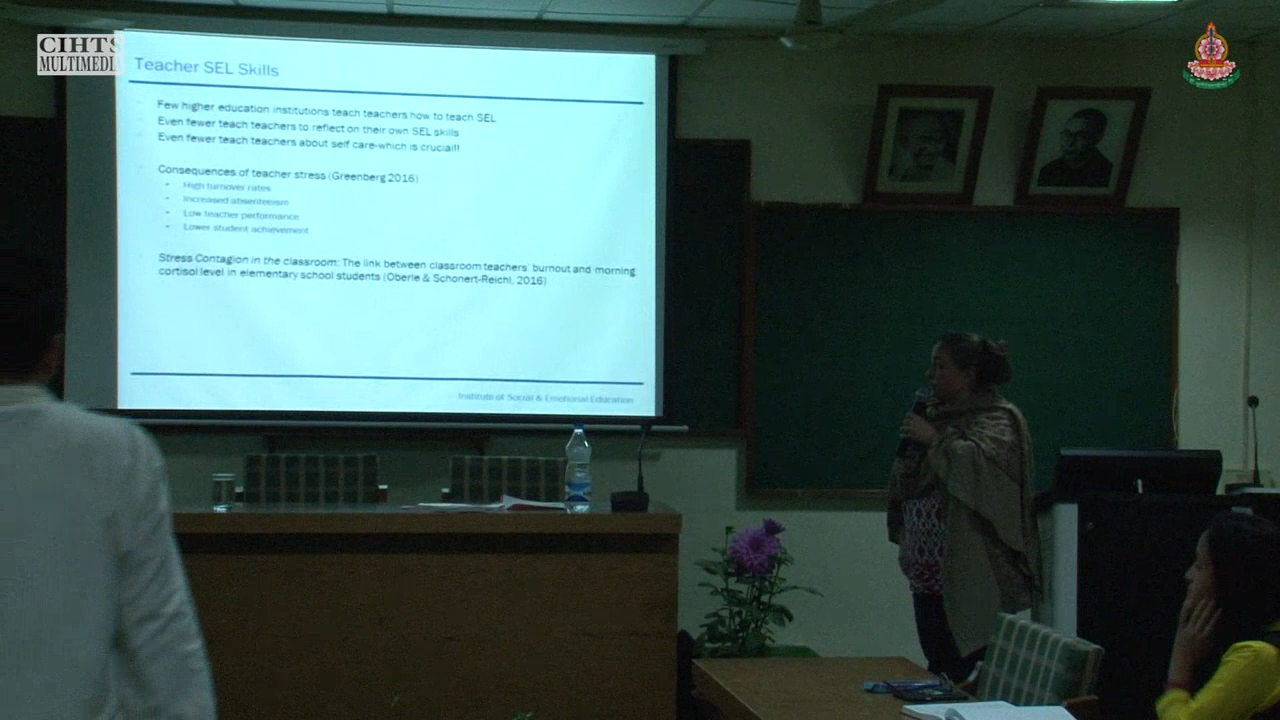 CIHTS
MULTIMEDIA
Teacher SEL Skills
Few higher education institutions teach teachers how to teach SEL
Even fewer teach teachers to reflect on their own SEL skills
Even fewer teach teachers about self care-which is crucial!!
Consequences of teacher stress (Greenberg 2016)
- High turnover rates
- Increased absenteeism
- Low teacher performance
- Lower student achievement
Stress Contagion in the classroom: The link between classroom teachers' burnout and morning
cortisol level in elementary school students (Oberle & Schonert-Reichl, 2016)
Institute of Social & Emotional Education